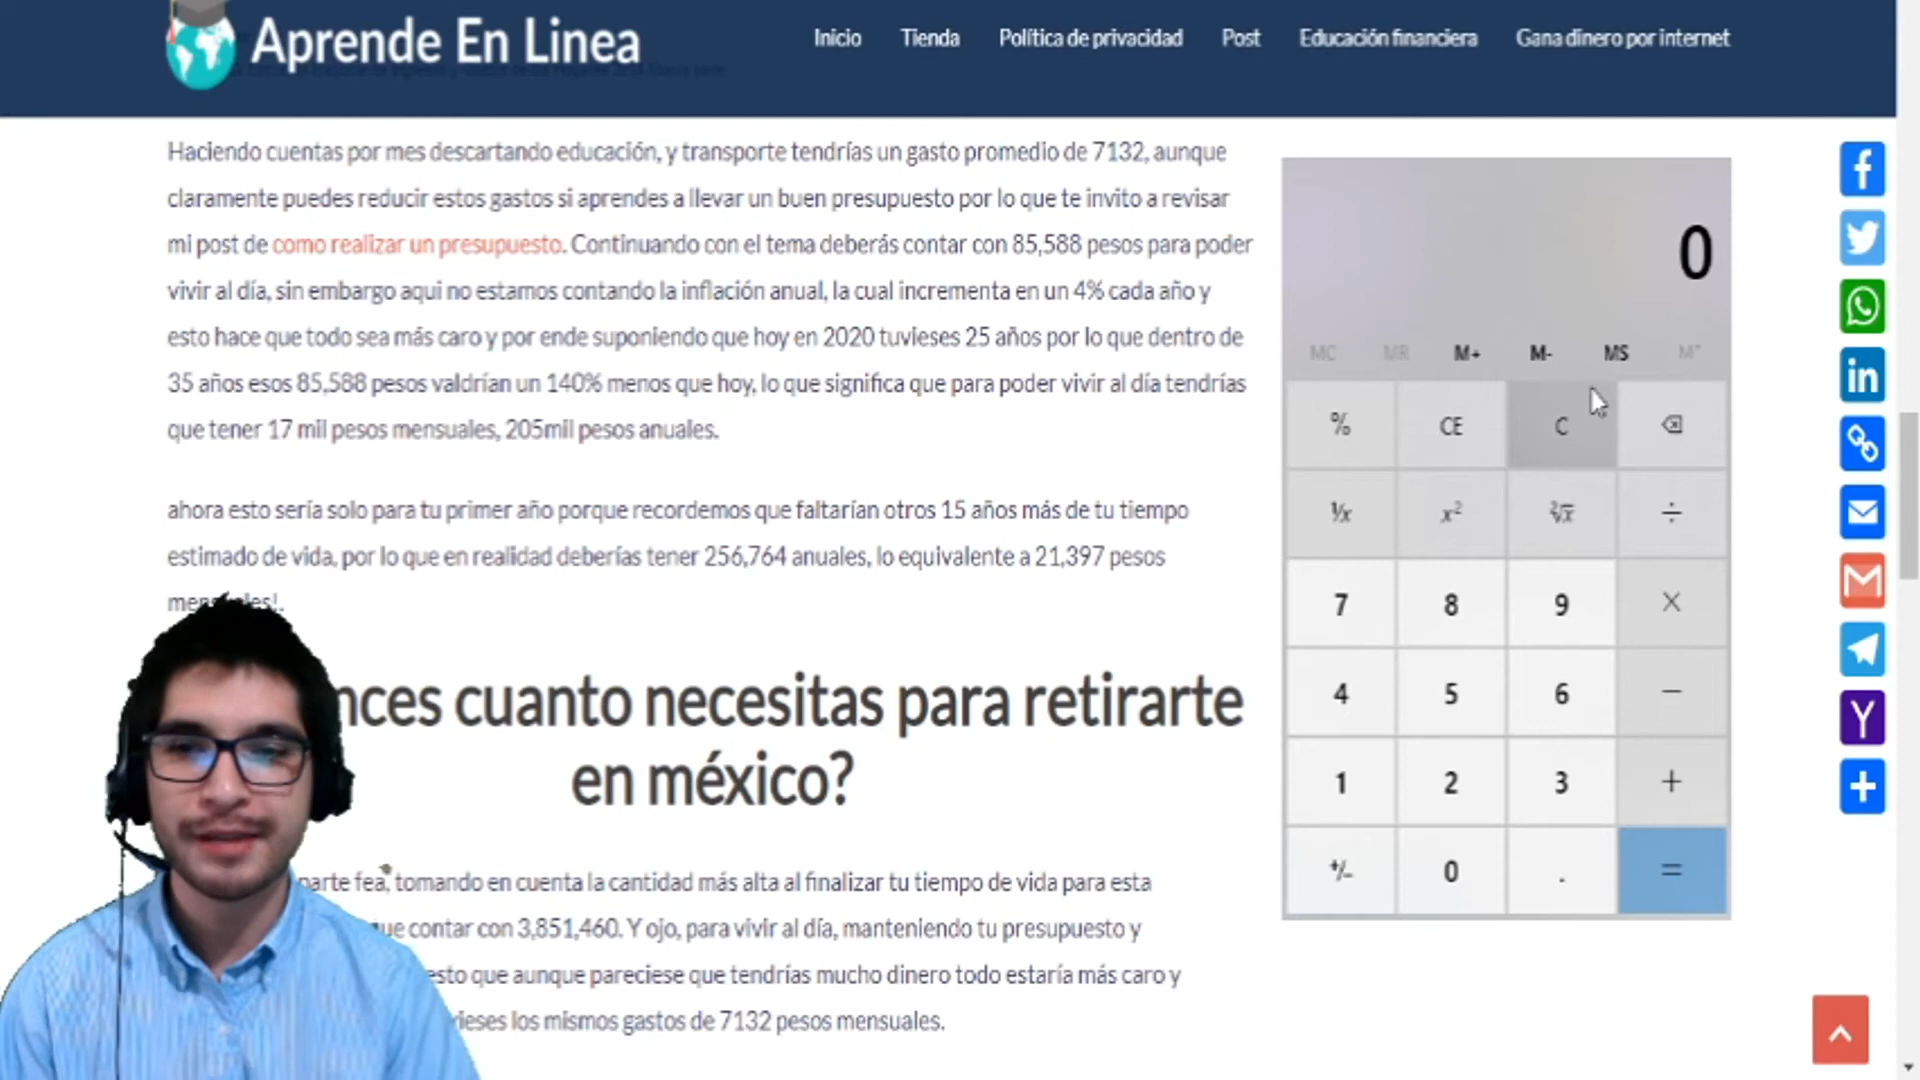 Aprende En Linea
Inicio
Tienda
Política de privacidad
Post
Educación financiera
Gana dinero por internet
Haciendo cuentas por mes descartando educación, y transporte tendrías un gasto promedio de 7132, aunque
claramente puedes reducir estos gastos si aprendes a llevar un buen presupuesto por lo que te invito a revisar
mi post de como realizar un presupuesto. Continuando con el tema deberás contar con 85,588 pesos para poder
vivir al día, sin embargo aqui no estamos contando la inflación anual, la cual incrementa en un 4% cada año y
esto hace que todo sea más caro y por ende suponiendo que hoy en 2020 tuvieses 25 años por lo que dentro de
35 años esos 85,588 pesos valdrían un 140% menos que hoy, lo que significa que para poder vivir al día tendrías
que tener 17 mil pesos mensuales, 205mil pesos anuales.
ahora esto sería solo para tu primer año porque recordemos que faltarían otros 15 años más de tu tiempo
estimado de vida, por lo que en realidad deberías tener 256,764 anuales, lo equivalente a 21,397 pesos
nces cuanto necesitas para retirarte
en méxico?
parte fea, tomando en cuenta la cantidad más alta al finalizar tu tiempo de vida para esta
ue contar con 3,851,460. Y ojo, para vivir al día, manteniendo tu presupuesto y
esto que aunque pareciese que tendrías mucho dinero todo estaría más caro y
vieses los mismos gastos de 7132 pesos mensuales.
0
MC MR M+ M- MS M˅
% CE C
1/x x² ²√x ÷
7 8 9 ×
4 5 6 −
1 2 3 +
+/- 0 . =